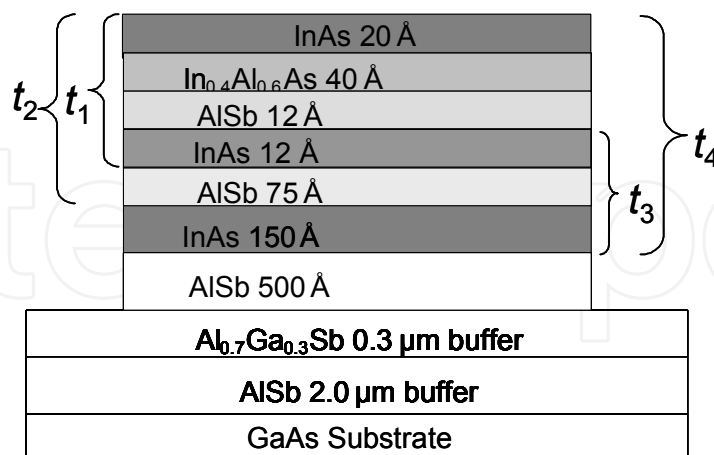 InAs 20 Å
In₀.₄Al₀.₆As 40 Å
AlSb 12 Å
InAs 12 Å
AlSb 75 Å
InAs 150 Å
AlSb 500 Å
Al₀.₇Ga₀.₃Sb 0.3 µm buffer
AlSb 2.0 µm buffer
GaAs Substrate
t₂
t₁
t₃
t₄